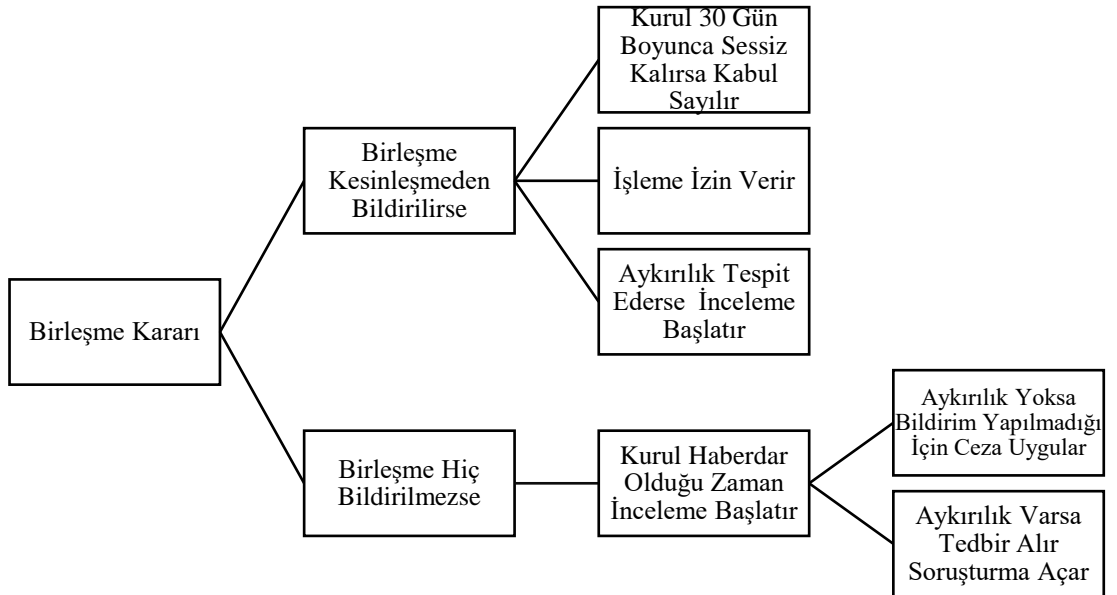 Kurul 30 Gün
Boyunca Sessiz
Kalırsa Kabul
Sayılır
Birleşme
Kesinleşmeden
Bildirilirse
İşleme İzin Verir
Aykırılık Tespit
Ederse İnceleme
Başlatır
Birleşme Kararı
Birleşme Hiç
Bildirilmezse
Kurul Haberdar
Olduğu Zaman
İnceleme Başlatır
Aykırılık Yoksa
Bildirim Yapılmadığı
İçin Ceza Uygular
Aykırılık Varsa
Tedbir Alır
Soruşturma Açar